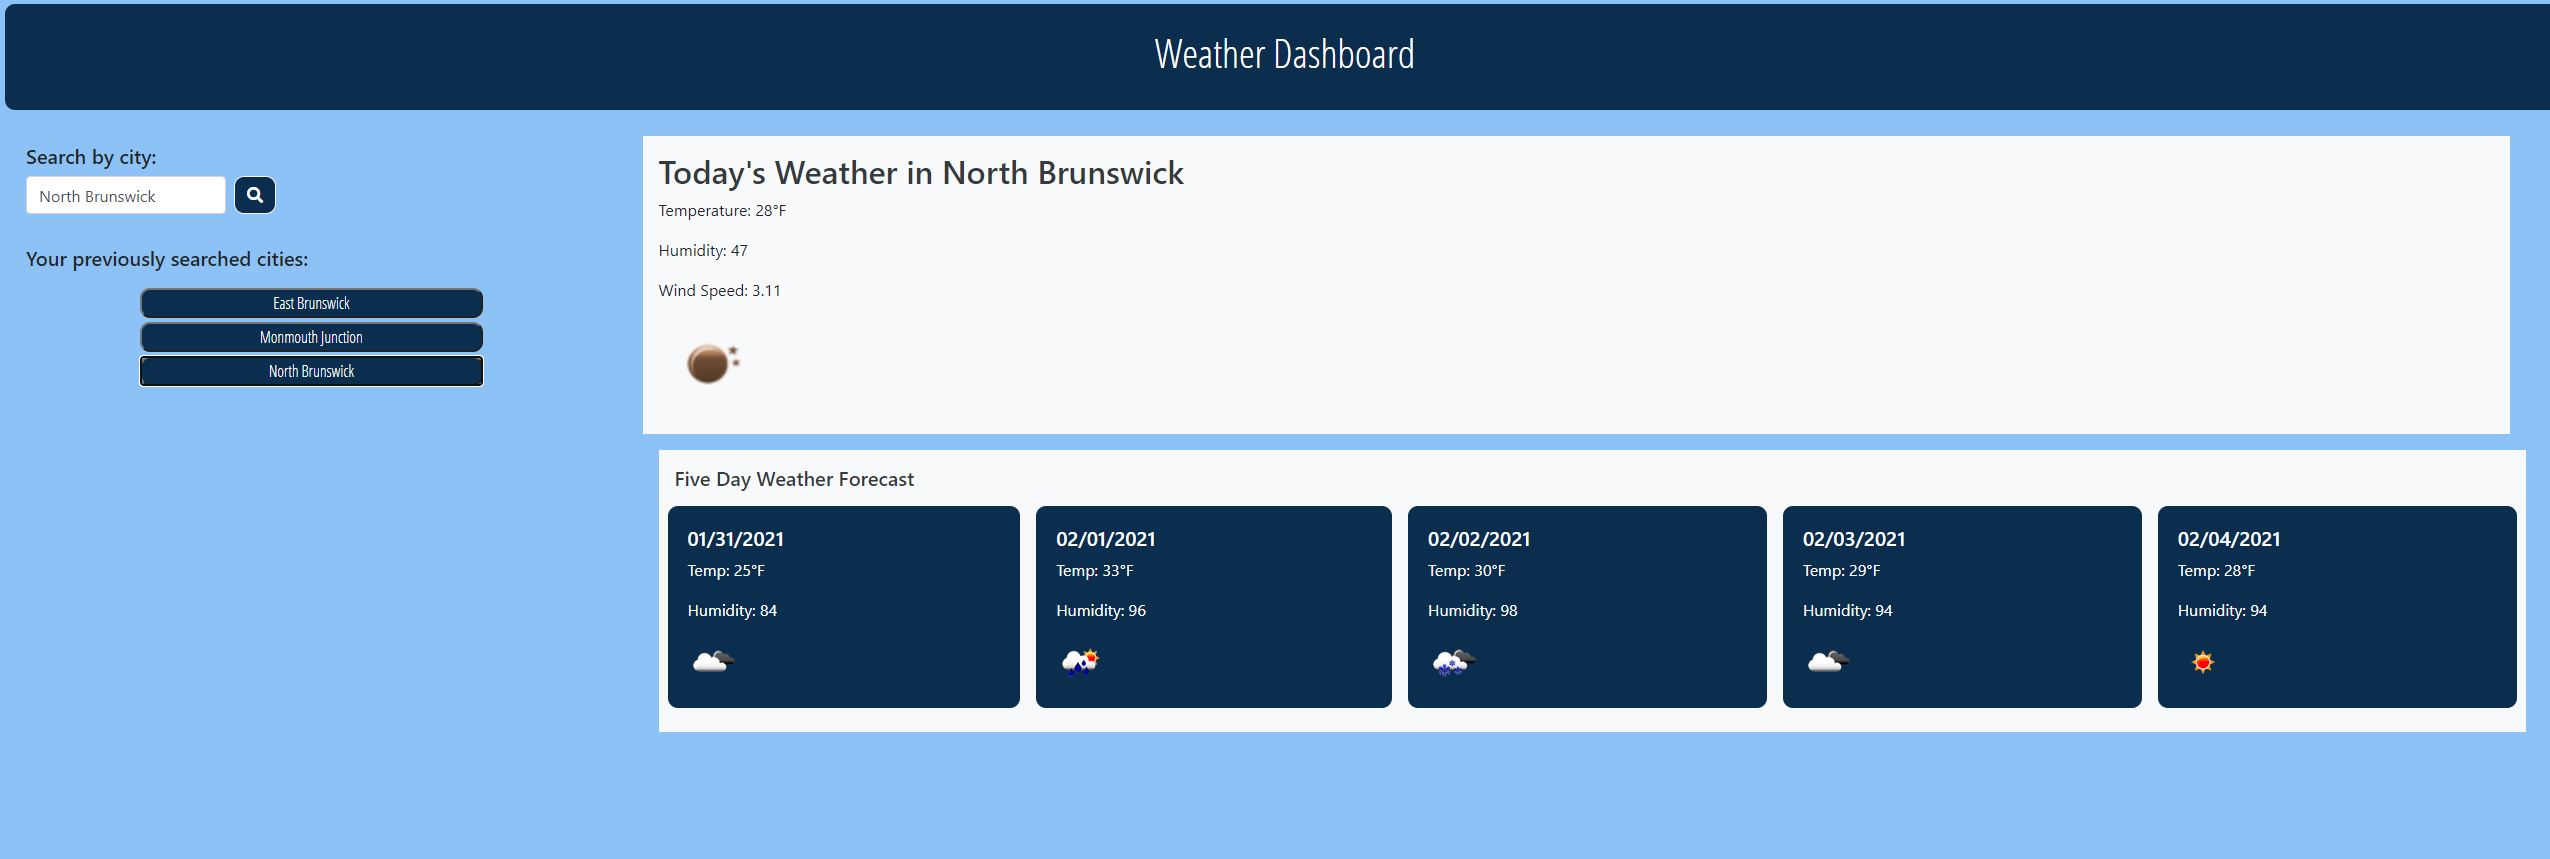 Weather Dashboard
Search by city:
North Brunswick
Your previously searched cities:
East Brunswick
Monmouth Junction
North Brunswick
Today's Weather in North Brunswick
Temperature: 28°F
Humidity: 47
Wind Speed: 3.11
Five Day Weather Forecast
01/31/2021
Temp: 25°F
Humidity: 84
02/01/2021
Temp: 33°F
Humidity: 96
02/02/2021
Temp: 30°F
Humidity: 98
02/03/2021
Temp: 29°F
Humidity: 94
02/04/2021
Temp: 28°F
Humidity: 94